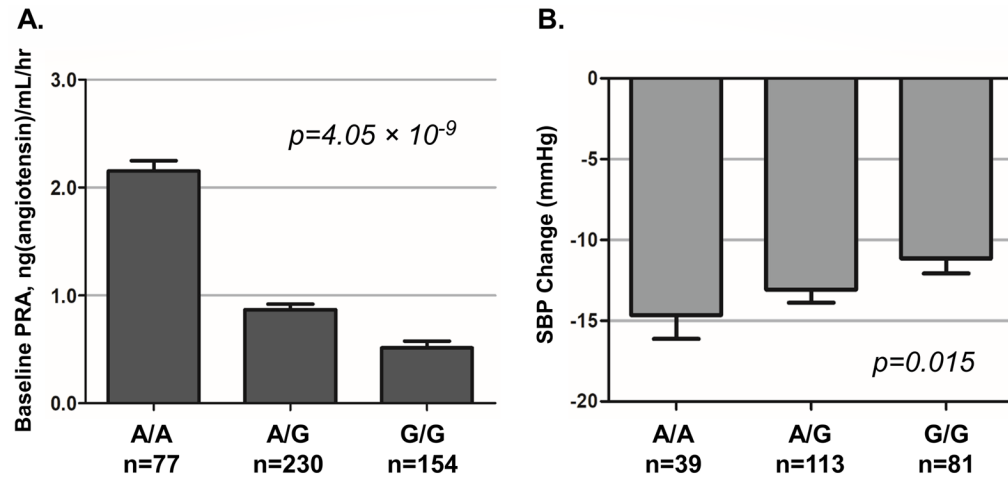 A.
Baseline PRA, ng(angiotensin)/mL/hr
3.0
2.0
1.0
0.0
p=4.05 × 10-9
A/A
A/G
G/G
n=77
n=230
n=154
B.
SBP Change (mmHg)
0
-5
-10
-15
-20
p=0.015
A/A
A/G
G/G
n=39
n=113
n=81